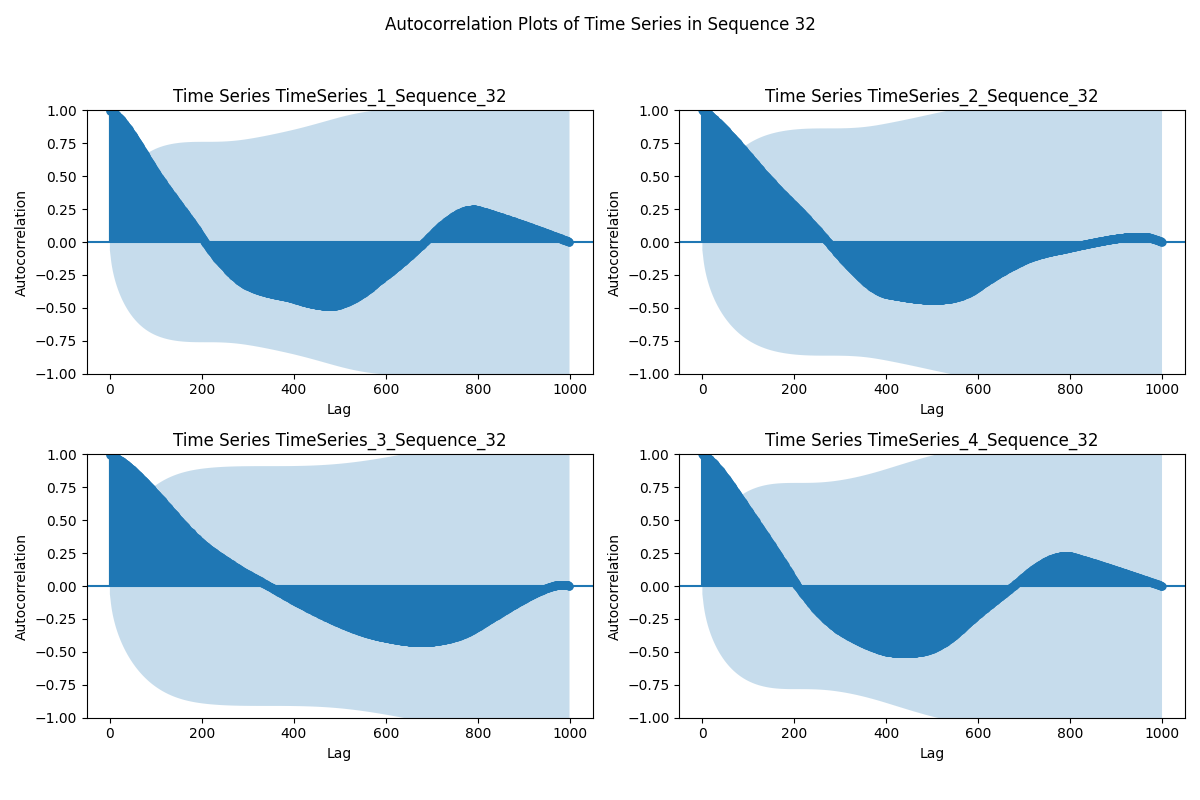 Autocorrelation Plots of Time Series in Sequence 32
Time Series TimeSeries_1_Sequence_32
Time Series TimeSeries_2_Sequence_32
1.00
0.75
0.50
0.25
0.00
−0.25
−0.50
−0.75
−1.00
Autocorrelation
0 200 400 600 800 1000
Lag
1.00
0.75
0.50
0.25
0.00
−0.25
−0.50
−0.75
−1.00
Autocorrelation
0 200 400 600 800 1000
Lag
Time Series TimeSeries_3_Sequence_32
Time Series TimeSeries_4_Sequence_32
1.00
0.75
0.50
0.25
0.00
−0.25
−0.50
−0.75
−1.00
Autocorrelation
0 200 400 600 800 1000
Lag
1.00
0.75
0.50
0.25
0.00
−0.25
−0.50
−0.75
−1.00
Autocorrelation
0 200 400 600 800 1000
Lag